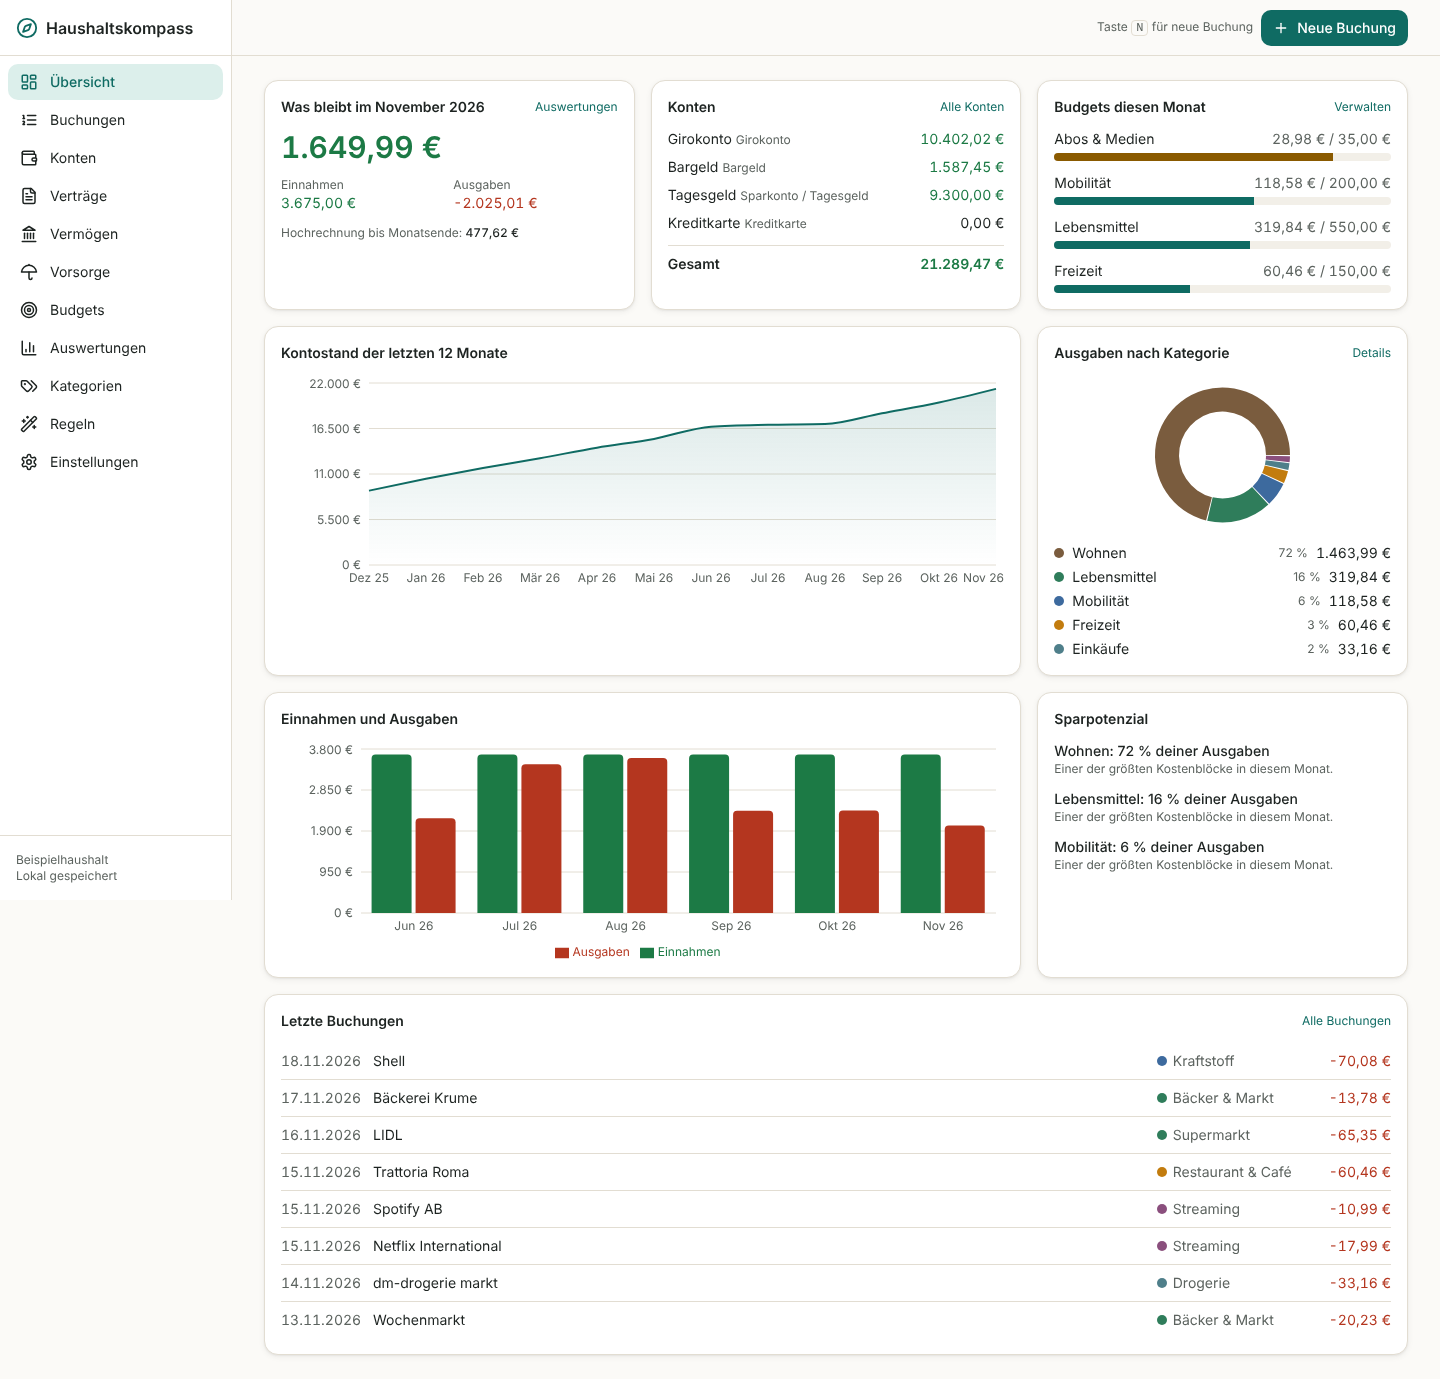 Haushaltskompass
Taste N für neue Buchung
Neue Buchung
Übersicht
Buchungen
Konten
Verträge
Vermögen
Vorsorge
Budgets
Auswertungen
Kategorien
Regeln
Einstellungen
Beispielhaushalt
Lokal gespeichert
Was bleibt im November 2026 Auswertungen
1.649,99 €
Einnahmen Ausgaben
3.675,00 € -2.025,01 €
Hochrechnung bis Monatsende: 477,62 €
Konten Alle Konten
Girokonto Girokonto 10.402,02 €
Bargeld Bargeld 1.587,45 €
Tagesgeld Sparkonto / Tagesgeld 9.300,00 €
Kreditkarte Kreditkarte 0,00 €
Gesamt 21.289,47 €
Budgets diesen Monat Verwalten
Abos & Medien 28,98 € / 35,00 €
Mobilität 118,58 € / 200,00 €
Lebensmittel 319,84 € / 550,00 €
Freizeit 60,46 € / 150,00 €
Kontostand der letzten 12 Monate
22.000 €
16.500 €
11.000 €
5.500 €
0 €
Dez 25 Jan 26 Feb 26 Mär 26 Apr 26 Mai 26 Jun 26 Jul 26 Aug 26 Sep 26 Okt 26 Nov 26
Ausgaben nach Kategorie Details
Wohnen 72 % 1.463,99 €
Lebensmittel 16 % 319,84 €
Mobilität 6 % 118,58 €
Freizeit 3 % 60,46 €
Einkäufe 2 % 33,16 €
Einnahmen und Ausgaben
3.800 €
2.850 €
1.900 €
950 €
0 €
Jun 26 Jul 26 Aug 26 Sep 26 Okt 26 Nov 26
Ausgaben Einnahmen
Sparpotenzial
Wohnen: 72 % deiner Ausgaben
Einer der größten Kostenblöcke in diesem Monat.
Lebensmittel: 16 % deiner Ausgaben
Einer der größten Kostenblöcke in diesem Monat.
Mobilität: 6 % deiner Ausgaben
Einer der größten Kostenblöcke in diesem Monat.
Letzte Buchungen Alle Buchungen
18.11.2026 Shell Kraftstoff -70,08 €
17.11.2026 Bäckerei Krume Bäcker & Markt -13,78 €
16.11.2026 LIDL Supermarkt -65,35 €
15.11.2026 Trattoria Roma Restaurant & Café -60,46 €
15.11.2026 Spotify AB Streaming -10,99 €
15.11.2026 Netflix International Streaming -17,99 €
14.11.2026 dm-drogerie markt Drogerie -33,16 €
13.11.2026 Wochenmarkt Bäcker & Markt -20,23 €